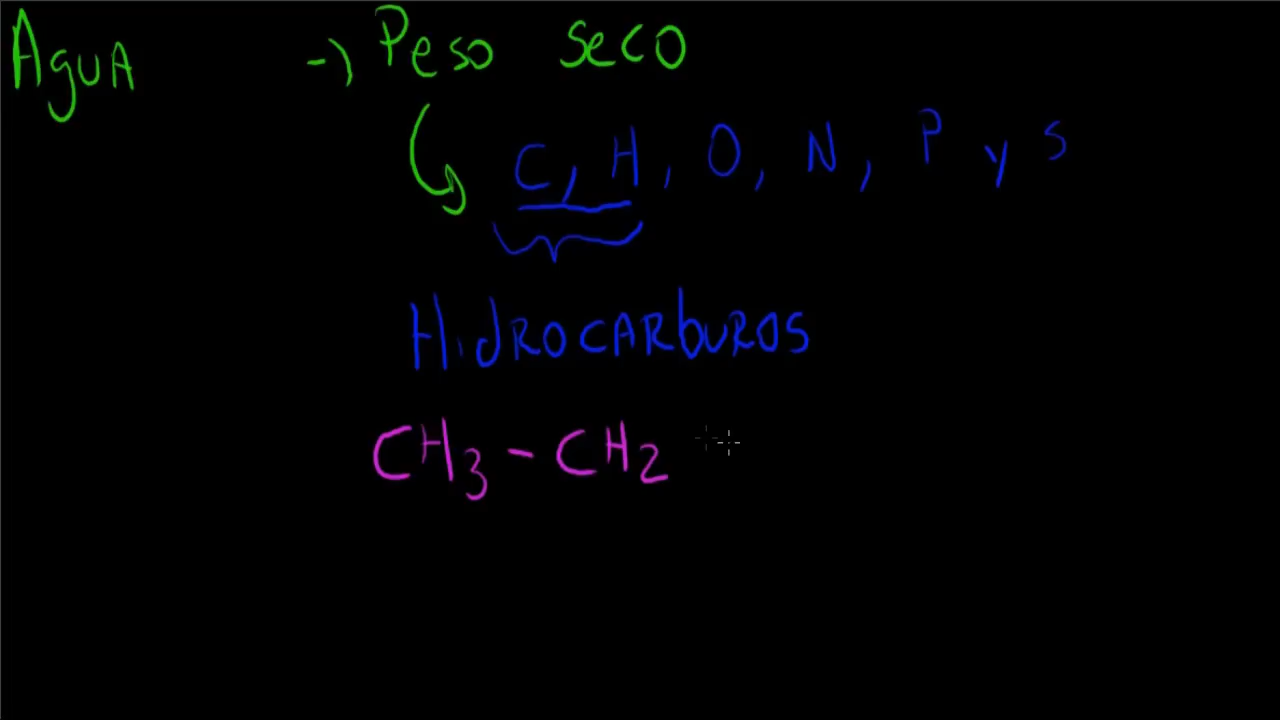 Agua -> Peso seco
C, H, O, N, P y S
Hidrocarburos
CH3 - CH2